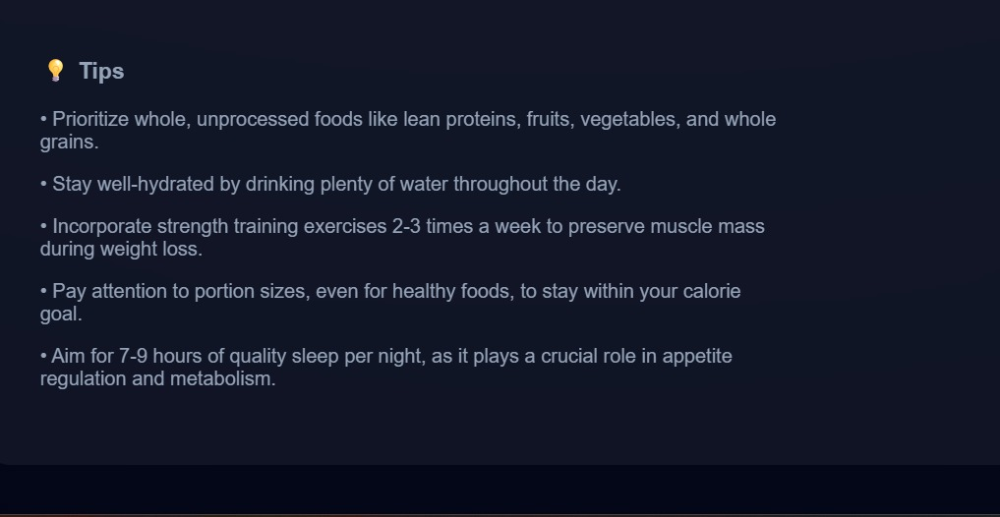 💡 Tips
• Prioritize whole, unprocessed foods like lean proteins, fruits, vegetables, and whole
grains.
• Stay well-hydrated by drinking plenty of water throughout the day.
• Incorporate strength training exercises 2-3 times a week to preserve muscle mass
during weight loss.
• Pay attention to portion sizes, even for healthy foods, to stay within your calorie
goal.
• Aim for 7-9 hours of quality sleep per night, as it plays a crucial role in appetite
regulation and metabolism.